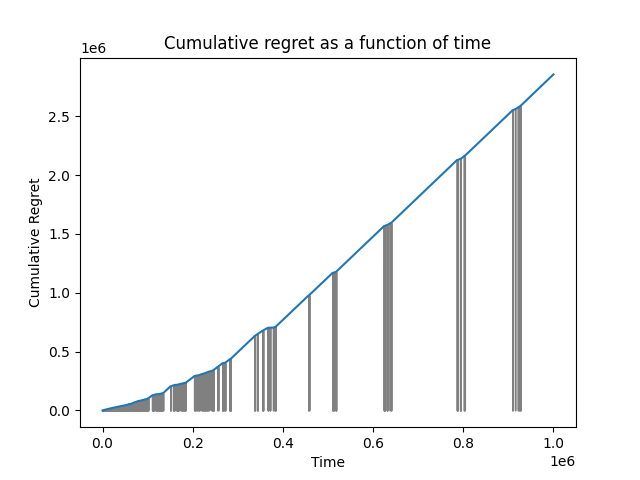 Cumulative regret as a function of time
1e6
2.5
2.0
1.5
1.0
0.5
0.0
Cumulative Regret
0.0 0.2 0.4 0.6 0.8 1.0
Time
1e6